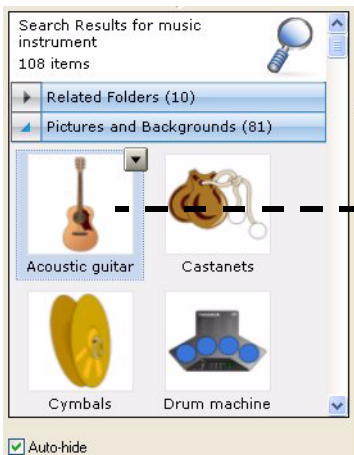 Search Results for music
instrument
108 items
Related Folders (10)
Pictures and Backgrounds (81)
Acoustic guitar
Castanets
Cymbals
Drum machine
Auto-hide